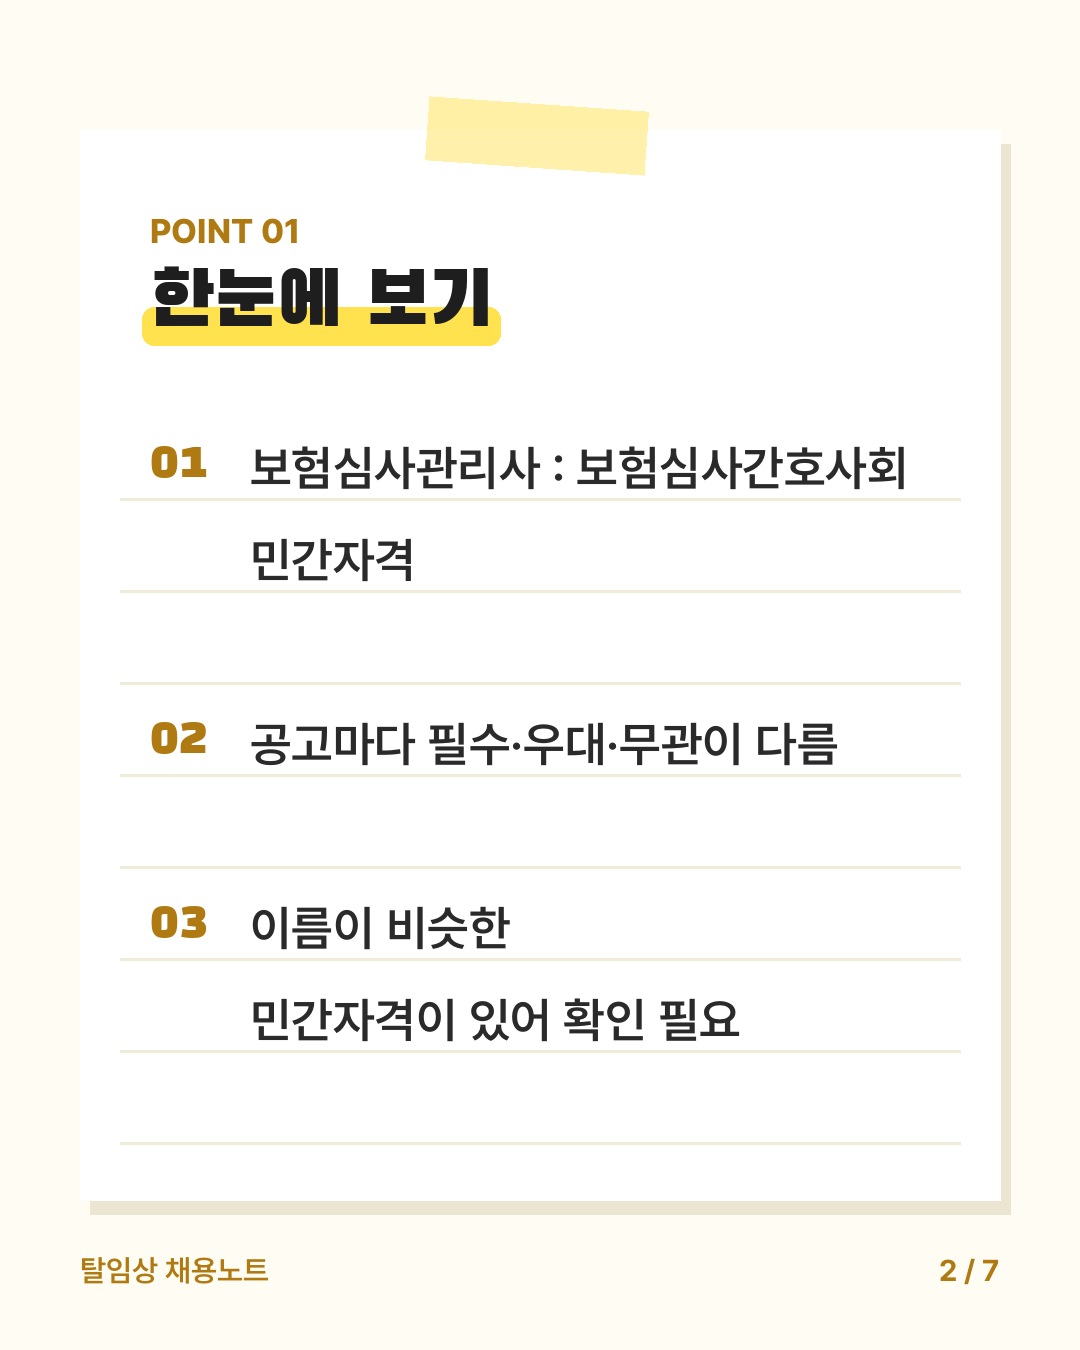 POINT 01
한눈에 보기
01 보험심사관리사 : 보험심사간호사회
민간자격
02 공고마다 필수·우대·무관이 다름
03 이름이 비슷한
민간자격이 있어 확인 필요
탈임상 채용노트
2 / 7